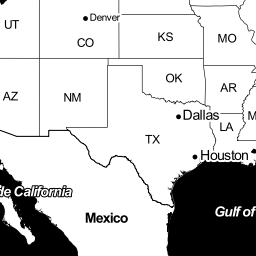 UT
Denver
CO
KS
MO
OK
AZ
NM
AR
Dallas
TX
LA
M
Houston
de California
Mexico
Gulf of